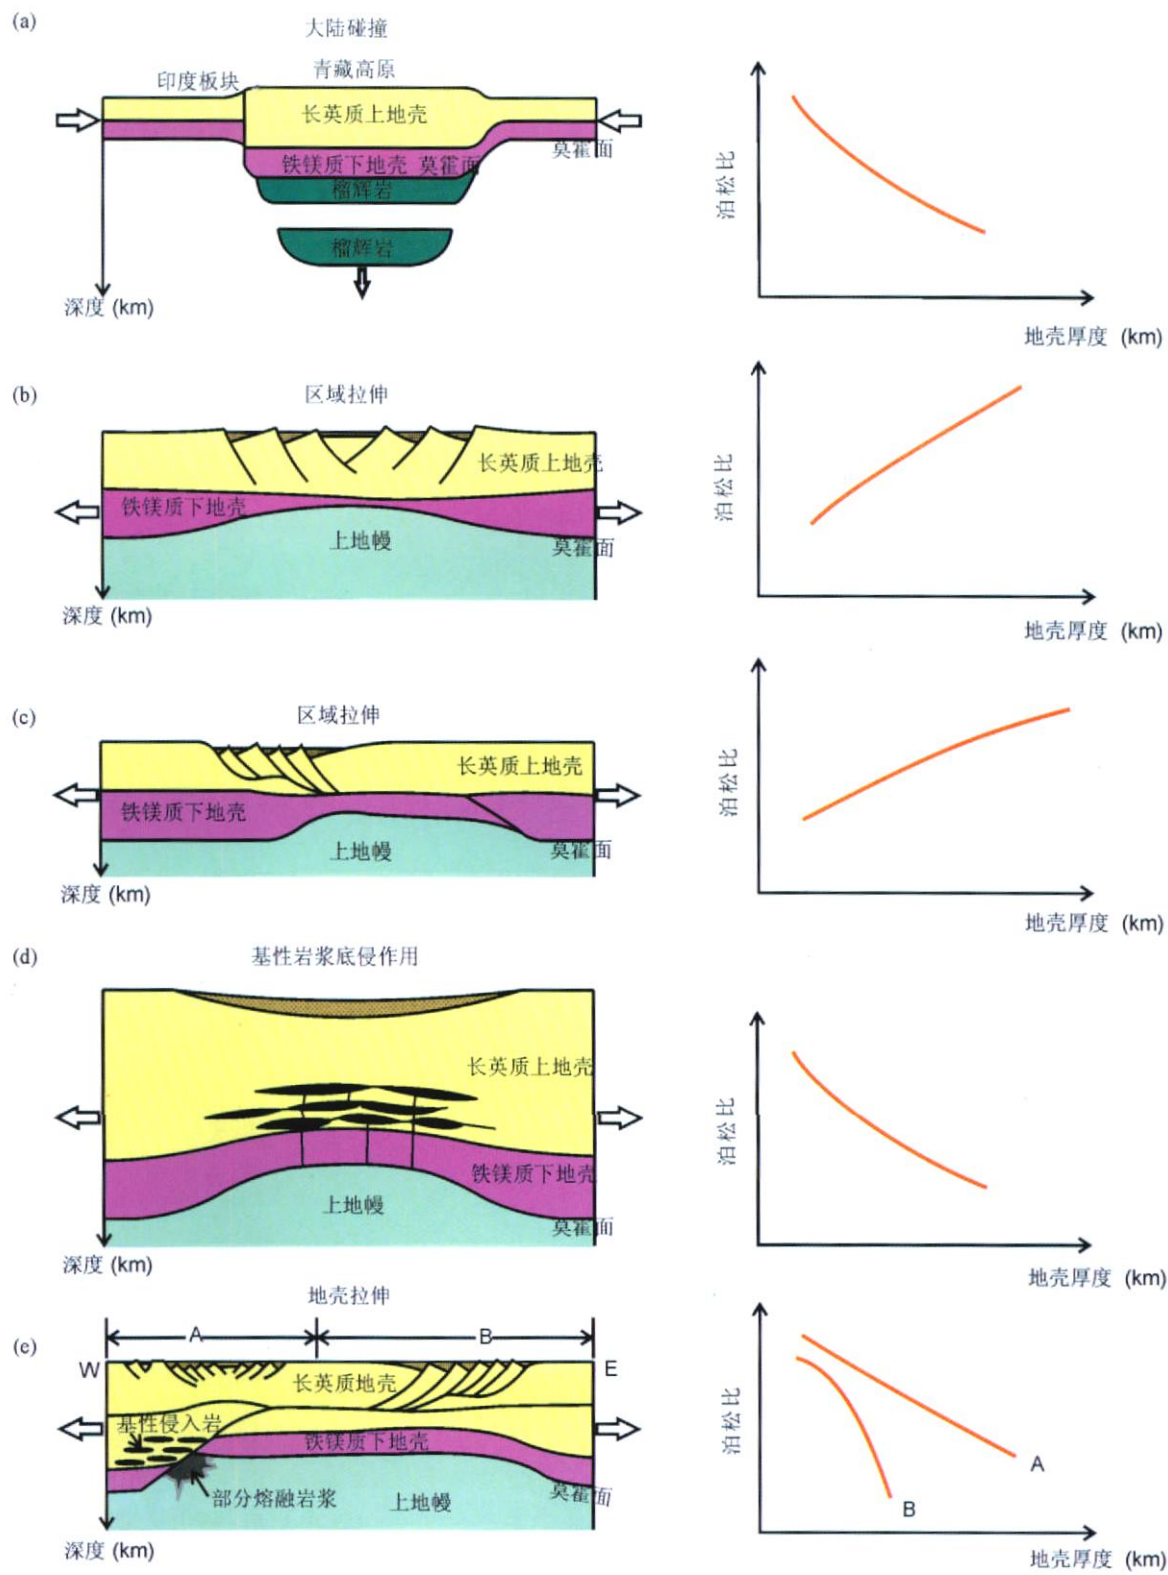 (a)
大陆碰撞
印度板块
青藏高原
长英质上地壳
铁镁质下地壳 莫霍面
莫霍面
榴辉岩
榴辉岩
深度 (km)
泊松比
地壳厚度 (km)
(b)
区域拉伸
长英质上地壳
铁镁质下地壳
上地幔
莫霍面
深度 (km)
泊松比
地壳厚度 (km)
(c)
区域拉伸
长英质上地壳
铁镁质下地壳
上地幔
莫霍面
深度 (km)
泊松比
地壳厚度 (km)
(d)
基性岩浆底侵作用
长英质上地壳
铁镁质下地壳
上地幔
莫霍面
深度 (km)
泊松比
地壳厚度 (km)
(e)
地壳拉伸
A
B
W
E
长英质地壳
基性侵入岩
铁镁质下地壳
部分熔融岩浆
上地幔
莫霍面
深度 (km)
泊松比
A
B
地壳厚度 (km)